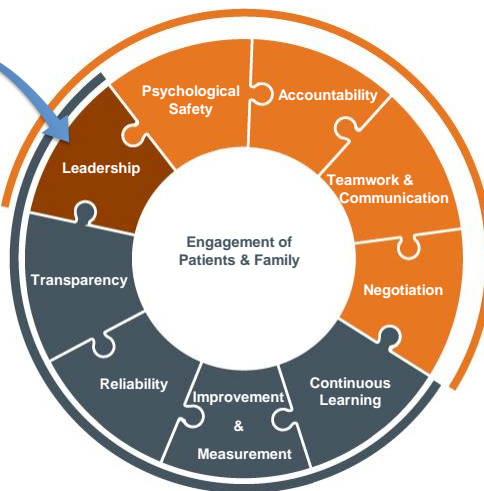 Psychological
Safety
Accountability
Leadership
Teamwork &
Communication
Engagement of
Patients & Family
Transparency
Negotiation
Reliability
Improvement
&
Measurement
Continuous
Learning